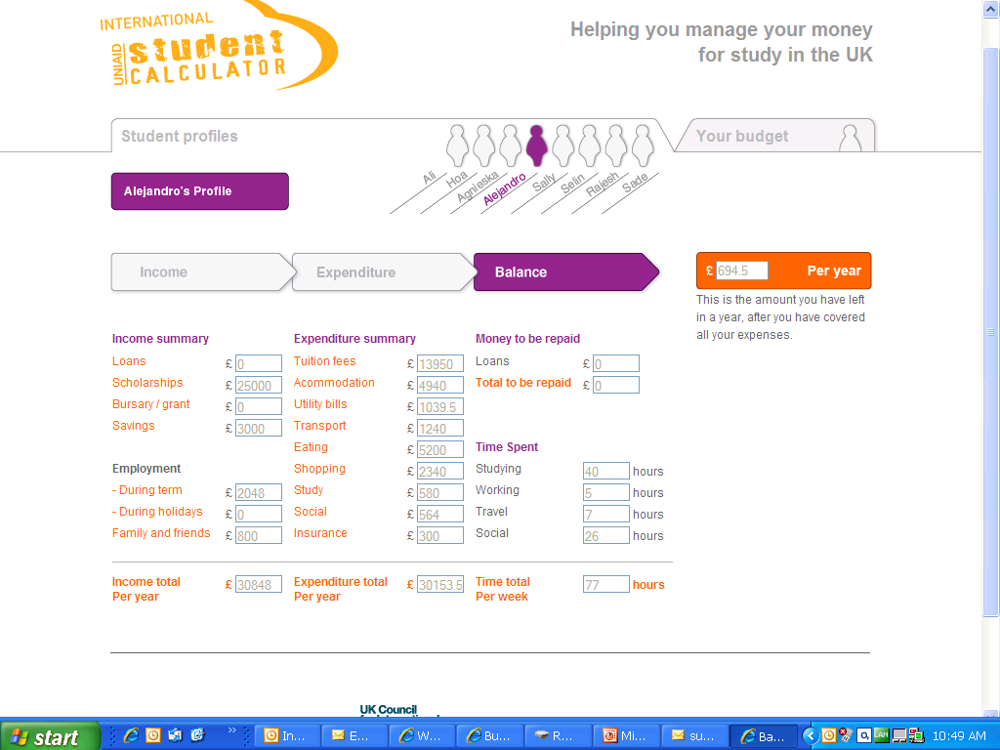 INTERNATIONAL
UNIAID
student
CALCULATOR
Helping you manage your money
for study in the UK
Student profiles
Your budget
Ali
Hoa
Agnieska
Alejandro
Sally
Selin
Rajesh
Sade
Alejandro's Profile
Income
Expenditure
Balance
£ 694.5 Per year
This is the amount you have left
in a year, after you have covered
all your expenses.
Income summary
Loans £ 0
Scholarships £ 25000
Bursary / grant £ 0
Savings £ 3000
Employment
- During term £ 2048
- During holidays £ 0
Family and friends £ 800
Income total £ 30848
Per year
Expenditure summary
Tuition fees £ 13950
Acommodation £ 4940
Utility bills £ 1039.5
Transport £ 1240
Eating £ 5200
Shopping £ 2340
Study £ 580
Social £ 564
Insurance £ 300
Expenditure total £ 30153.5
Per year
Money to be repaid
Loans £ 0
Total to be repaid £ 0
Time Spent
Studying 40 hours
Working 5 hours
Travel 7 hours
Social 26 hours
Time total 77 hours
Per week
UK Council
start
»
In...
E...
W...
Bu...
R...
Mi...
su...
Ba...
LAN
10:49 AM